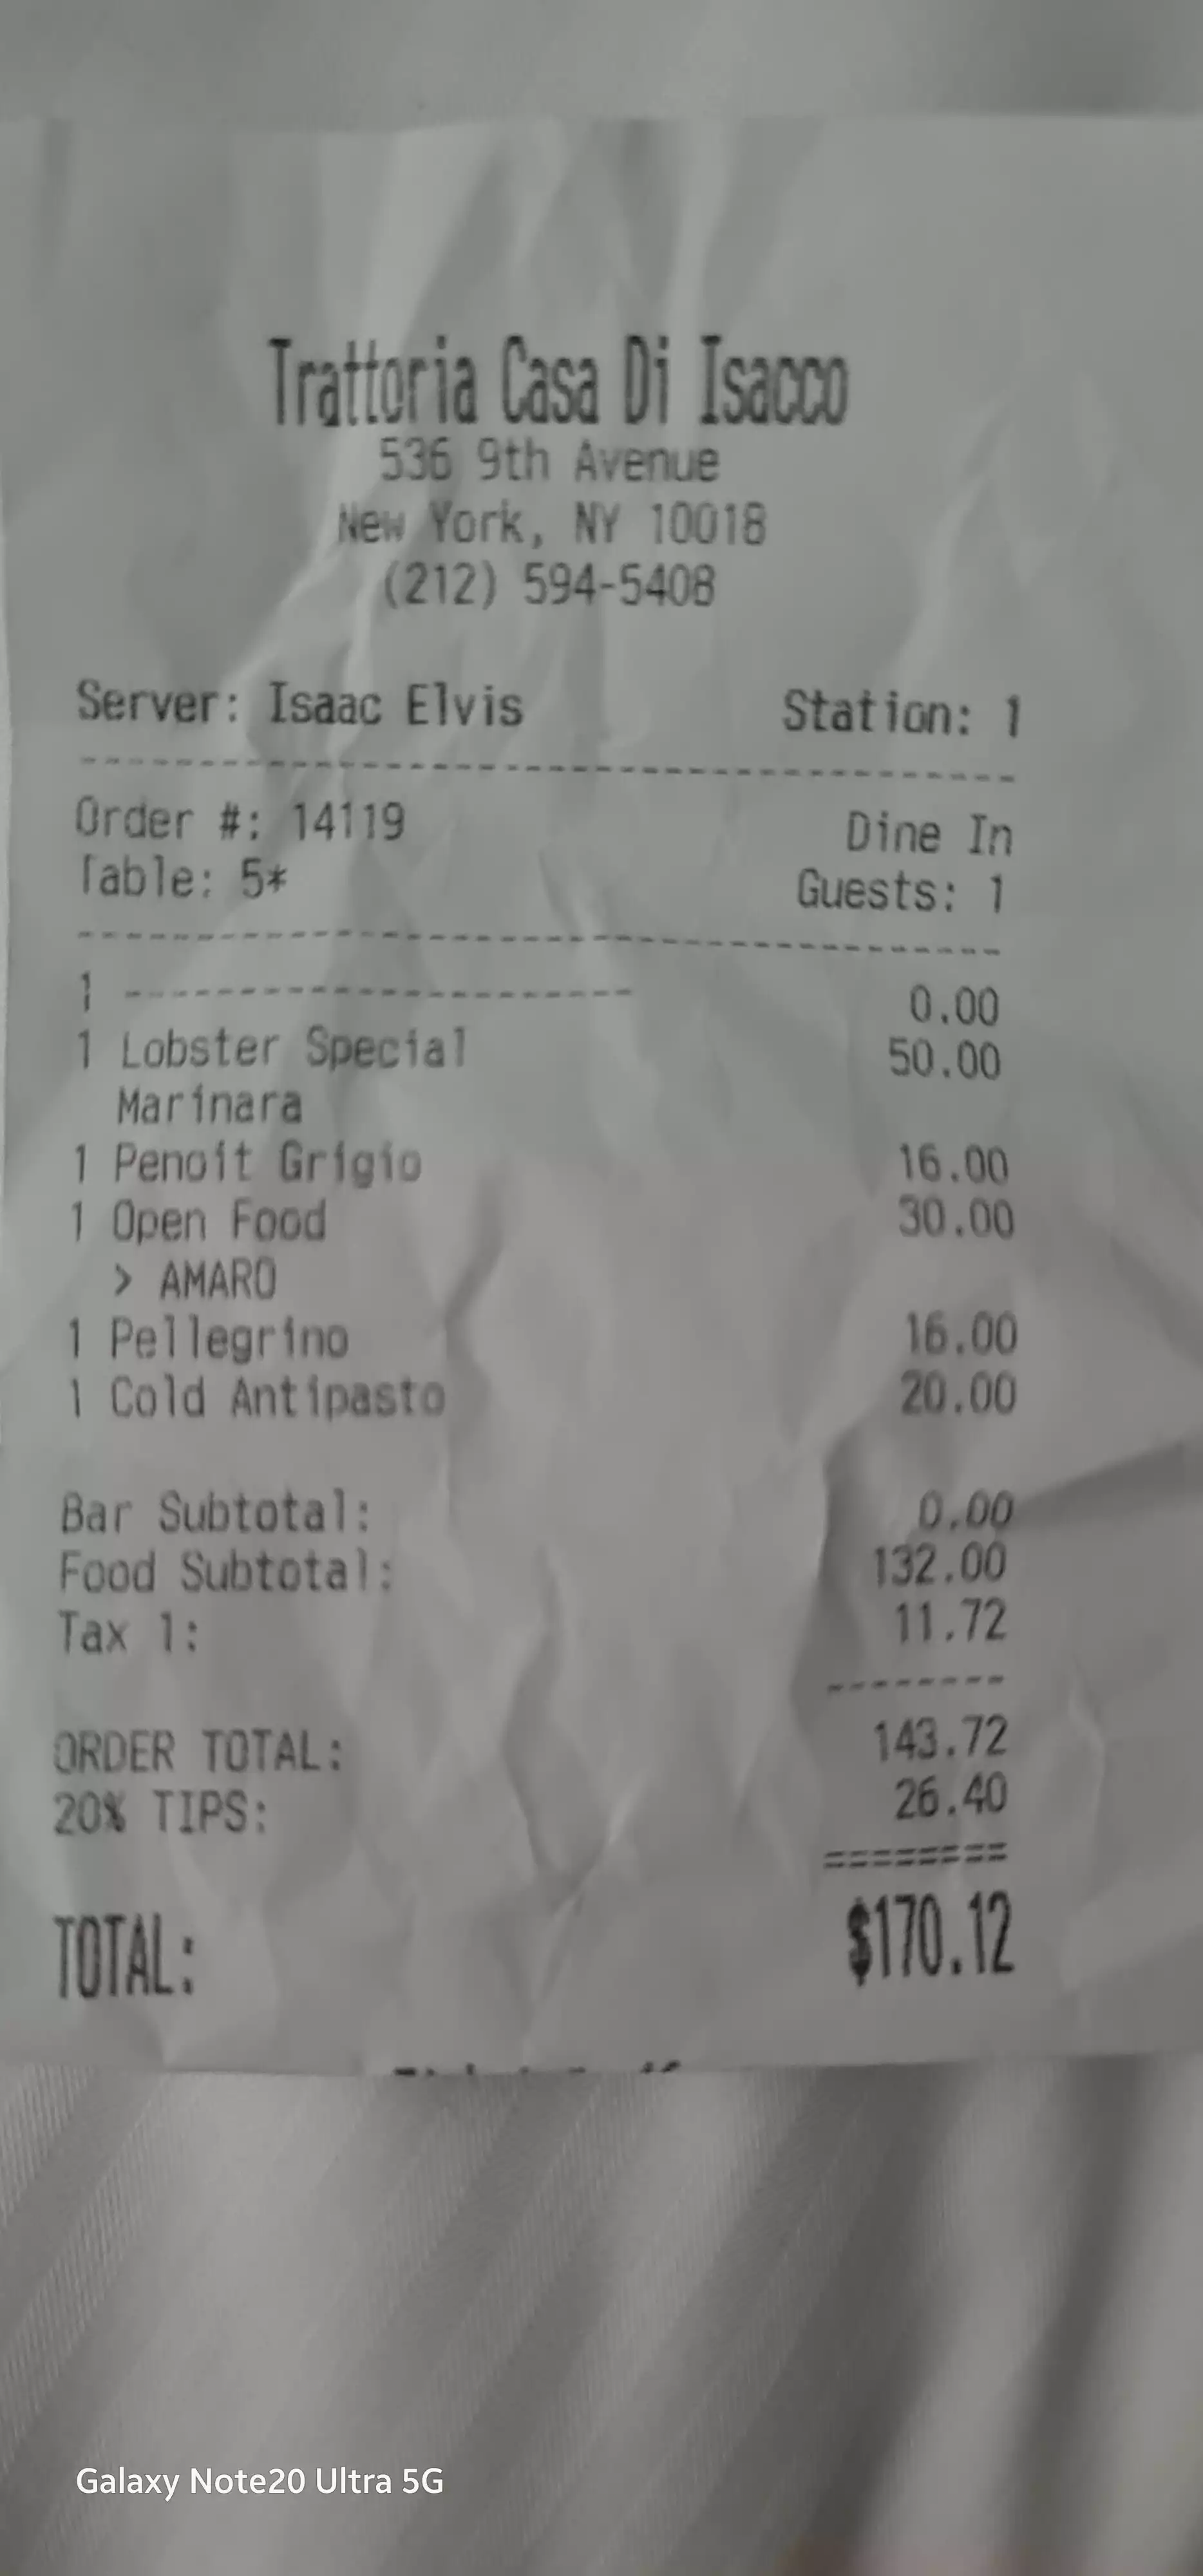 Trattoria Casa Di Isacco
536 9th Avenue
New York, NY 10018
(212) 594-5408
Server: Isaac Elvis Station: 1
--------------------------------------
Order #: 14119 Dine In
Table: 5* Guests: 1
--------------------------------------
1 ---------------------- 0.00
1 Lobster Special 50.00
Marinara
1 Penoit Grigio 16.00
1 Open Food 30.00
> AMARO
1 Pellegrino 16.00
1 Cold Antipasto 20.00
Bar Subtotal: 0.00
Food Subtotal: 132.00
Tax 1: 11.72
--------
ORDER TOTAL: 143.72
20% TIPS: 26.40
========
TOTAL: $170.12
Galaxy Note20 Ultra 5G